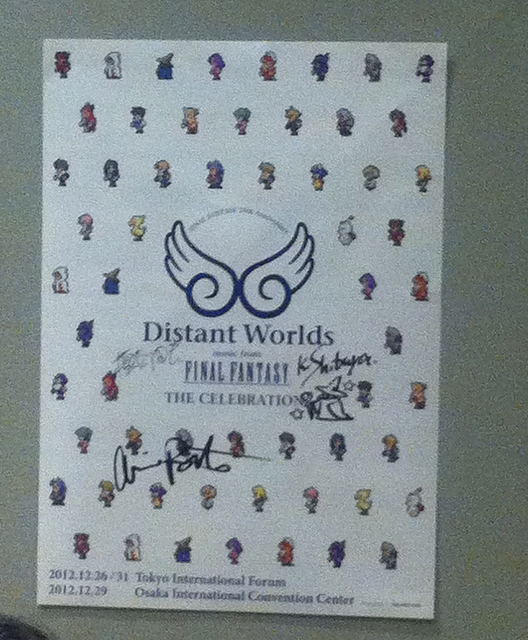 Distant Worlds
music from
FINAL FANTASY
THE CELEBRATION
K. Shibuya.
2012.12.26/31 Tokyo International Forum
2012.12.29 Osaka International Convention Center